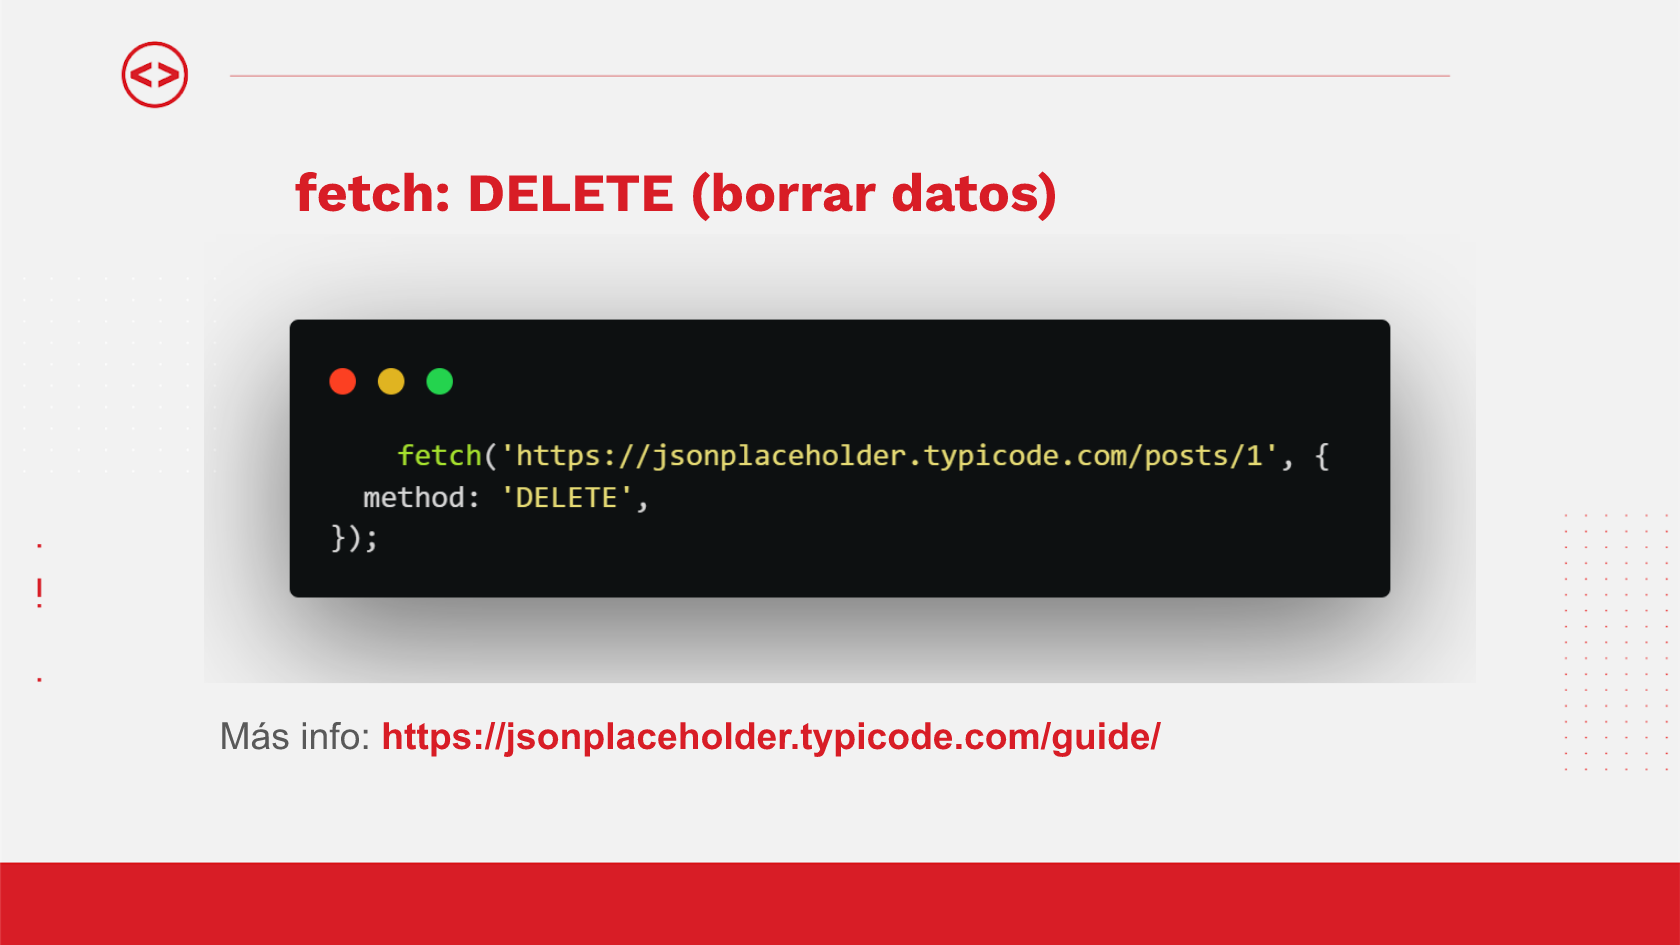 <>
fetch: DELETE (borrar datos)
fetch('https://jsonplaceholder.typicode.com/posts/1', {
method: 'DELETE',
});
Más info: https://jsonplaceholder.typicode.com/guide/